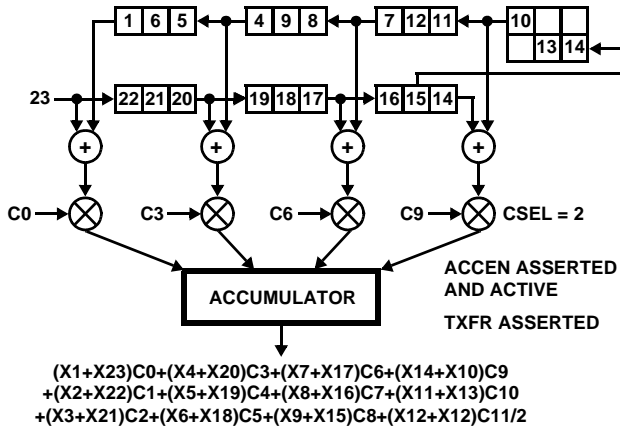 1 6 5 4 9 8 7 12 11 10
13 14
23 22 21 20 19 18 17 16 15 14
+ + + +
C0 C3 C6 C9 CSEL = 2
ACCEN ASSERTED
AND ACTIVE
ACCUMULATOR
TXFR ASSERTED
(X1+X23)C0+(X4+X20)C3+(X7+X17)C6+(X14+X10)C9
+(X2+X22)C1+(X5+X19)C4+(X8+X16)C7+(X11+X13)C10
+(X3+X21)C2+(X6+X18)C5+(X9+X15)C8+(X12+X12)C11/2